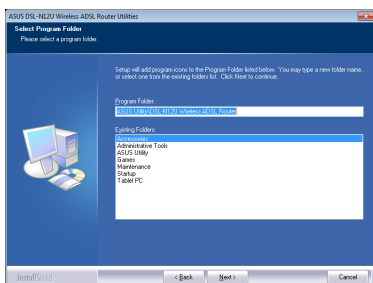 ASUS DSL-N12U Wireless ADSL Router Utilities
Select Program Folder
Please select a program folder.
Setup will add program icons to the Program Folder listed below. You may type a new folder name,
or select one from the existing folders list. Click Next to continue.
Program Folder:
ASUS Utility\DSL-N12U Wireless ADSL Router
Existing Folders:
Accessories
Administrative Tools
ASUS Utility
Games
Maintenance
Startup
Tablet PC
InstallShield
< Back
Next >
Cancel